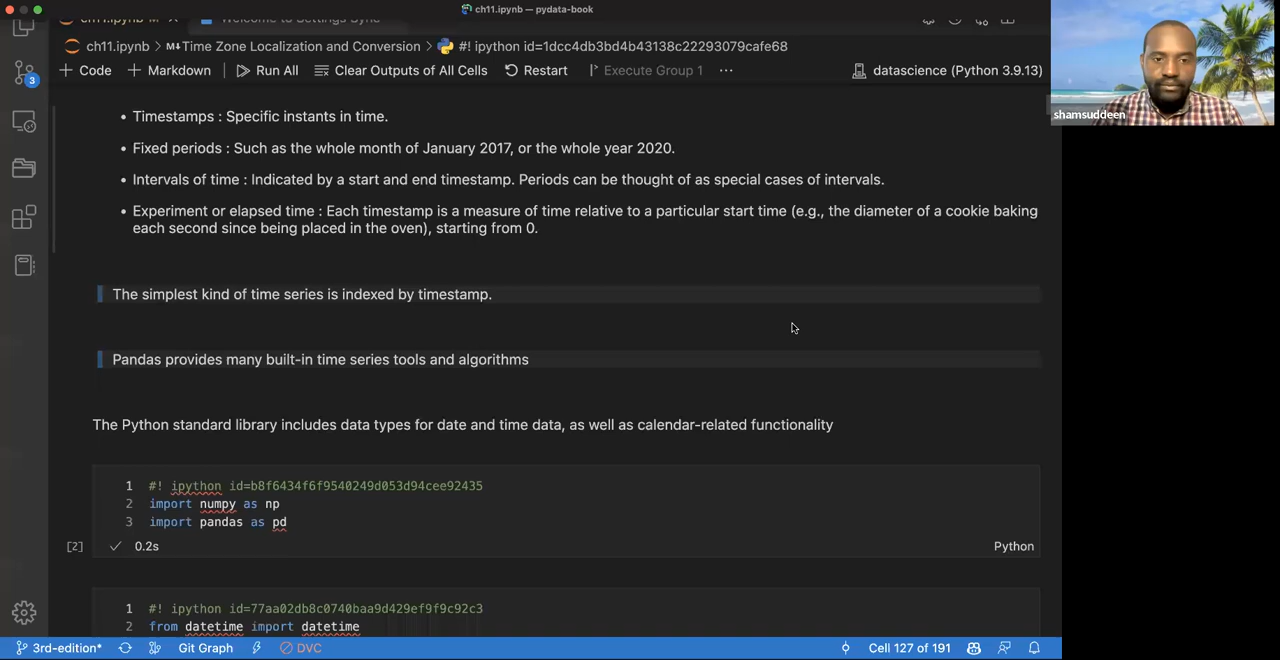 ch11.ipynb — pydata-book
ch11.ipynb M
Welcome to Settings Sync
ch11.ipynb > M↓Time Zone Localization and Conversion > #! ipython id=1dcc4db3bd4b43138c22293079cafe68
+ Code + Markdown Run All Clear Outputs of All Cells Restart Execute Group 1 ... datascience (Python 3.9.13)
shamsuddeen
3
• Timestamps : Specific instants in time.
• Fixed periods : Such as the whole month of January 2017, or the whole year 2020.
• Intervals of time : Indicated by a start and end timestamp. Periods can be thought of as special cases of intervals.
• Experiment or elapsed time : Each timestamp is a measure of time relative to a particular start time (e.g., the diameter of a cookie baking
each second since being placed in the oven), starting from 0.
The simplest kind of time series is indexed by timestamp.
Pandas provides many built-in time series tools and algorithms
The Python standard library includes data types for date and time data, as well as calendar-related functionality
1 #! ipython id=b8f6434f6f9540249d053d94cee92435
2 import numpy as np
3 import pandas as pd
[2] ✓ 0.2s Python
1 #! ipython id=77aa02db8c0740baa9d429ef9f9c92c3
2 from datetime import datetime
3rd-edition* Git Graph DVC Cell 127 of 191